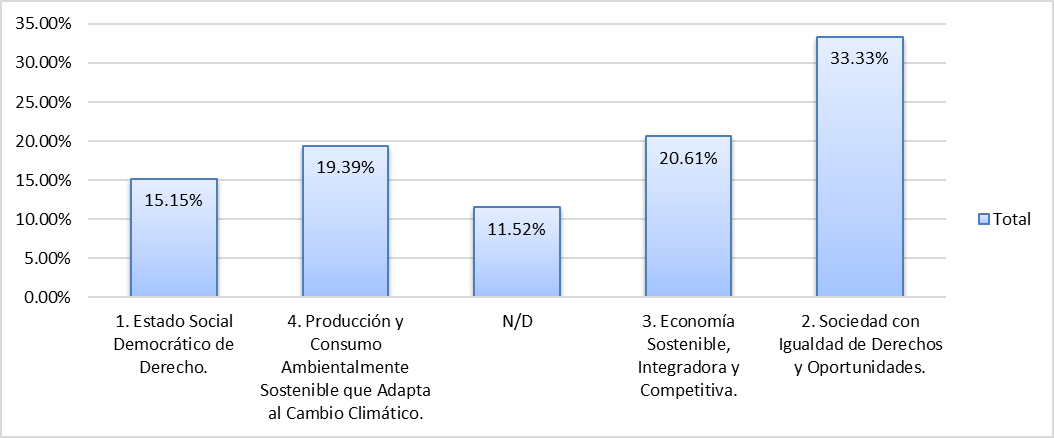 35.00%
30.00%
25.00%
20.00%
15.00%
10.00%
5.00%
0.00%
15.15%
19.39%
11.52%
20.61%
33.33%
1. Estado Social
Democrático de
Derecho.
4. Producción y
Consumo
Ambientalmente
Sostenible que Adapta
al Cambio Climático.
N/D
3. Economía
Sostenible,
Integradora y
Competitiva.
2. Sociedad con
Igualdad de Derechos
y Oportunidades.
Total